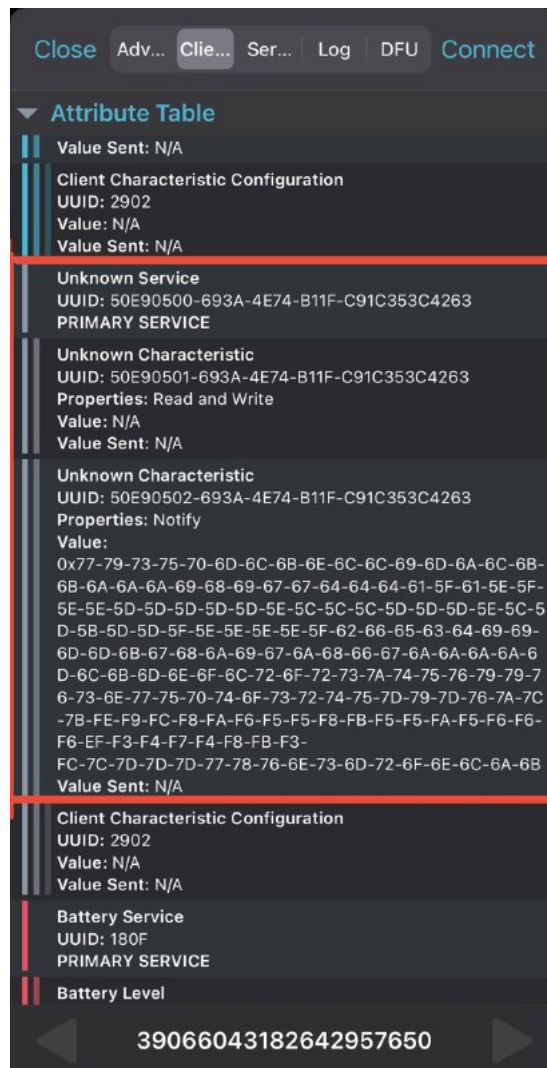 Close Adv... Clie... Ser... Log DFU Connect
Attribute Table
Value Sent: N/A
Client Characteristic Configuration
UUID: 2902
Value: N/A
Value Sent: N/A
Unknown Service
UUID: 50E90500-693A-4E74-B11F-C91C353C4263
PRIMARY SERVICE
Unknown Characteristic
UUID: 50E90501-693A-4E74-B11F-C91C353C4263
Properties: Read and Write
Value: N/A
Value Sent: N/A
Unknown Characteristic
UUID: 50E90502-693A-4E74-B11F-C91C353C4263
Properties: Notify
Value:
0x77-79-73-75-70-6D-6C-6B-6E-6C-6C-69-6D-6A-6C-6B-
6B-6A-6A-6A-69-68-69-67-67-64-64-64-61-5F-61-5E-5F-
5E-5E-5D-5D-5D-5D-5D-5E-5C-5C-5C-5D-5D-5D-5E-5C-5
D-5B-5D-5D-5F-5E-5E-5E-5E-5F-62-66-65-63-64-69-69-
6D-6D-6B-67-68-6A-69-67-6A-68-66-67-6A-6A-6A-6A-6
D-6C-6B-6D-6E-6F-6C-72-6F-72-73-7A-74-75-76-79-79-7
6-73-6E-77-75-70-74-6F-73-72-74-75-7D-79-7D-76-7A-7C
-7B-FE-F9-FC-F8-FA-F6-F5-F5-F8-FB-F5-F5-FA-F5-F6-F6-
F6-EF-F3-F4-F7-F4-F8-FB-F3-
FC-7C-7D-7D-7D-77-78-76-6E-73-6D-72-6F-6E-6C-6A-6B
Value Sent: N/A
Client Characteristic Configuration
UUID: 2902
Value: N/A
Value Sent: N/A
Battery Service
UUID: 180F
PRIMARY SERVICE
Battery Level
39066043182642957650